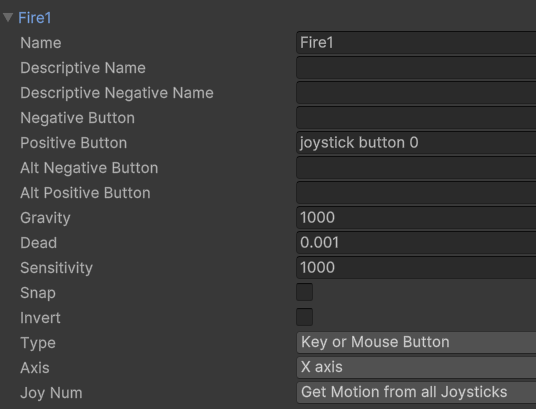 Fire1
Name Fire1
Descriptive Name
Descriptive Negative Name
Negative Button
Positive Button joystick button 0
Alt Negative Button
Alt Positive Button
Gravity 1000
Dead 0.001
Sensitivity 1000
Snap
Invert
Type Key or Mouse Button
Axis X axis
Joy Num Get Motion from all Joysticks